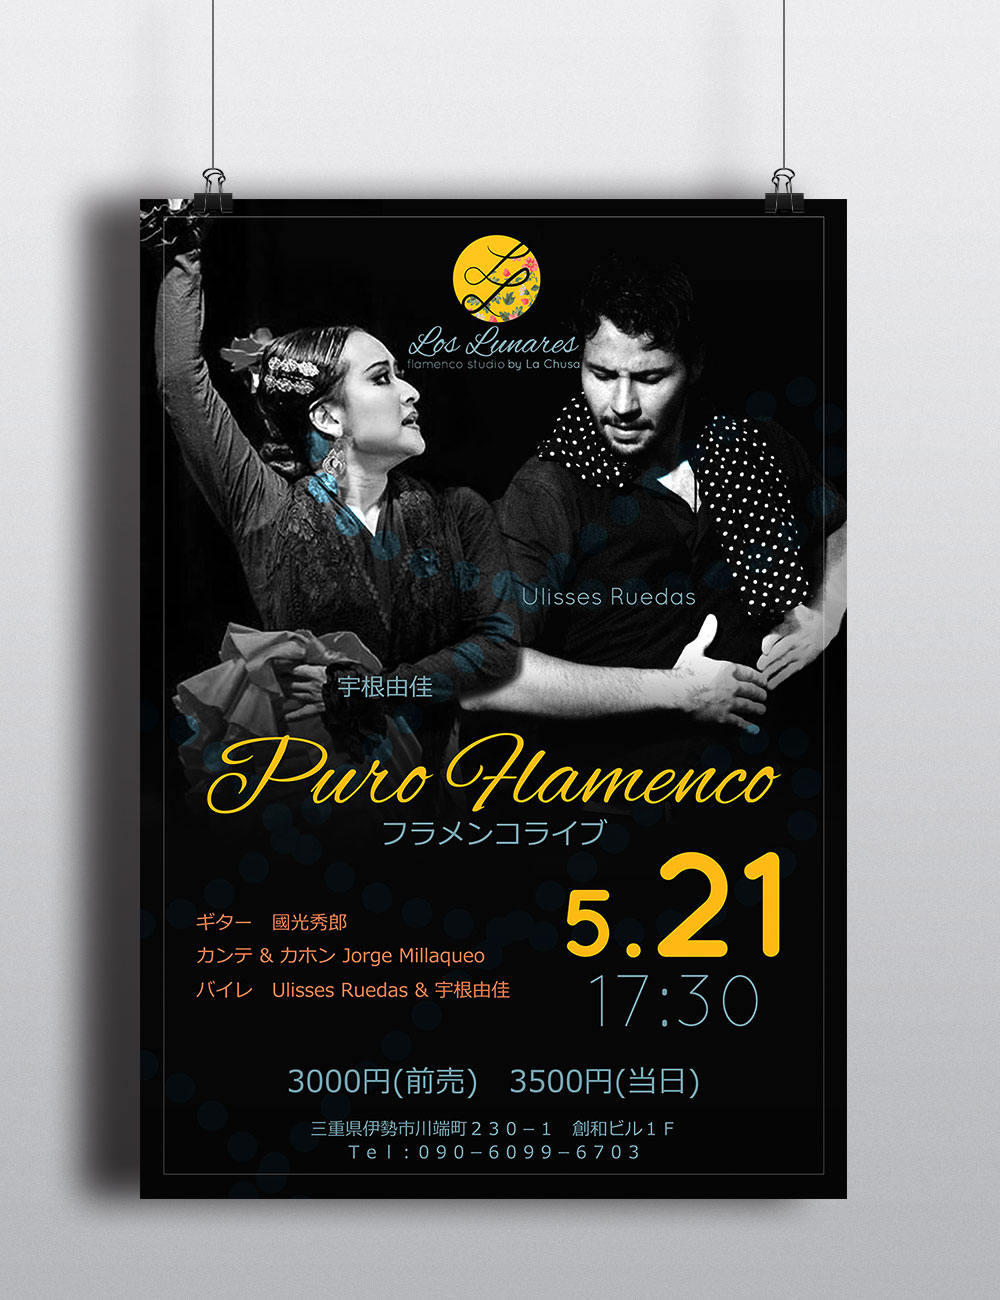 Los Lunares
flamenco studio by La Chusa
Ulisses Ruedas
宇根由佳
Puro Flamenco
フラメンコライブ
5.21
17:30
ギター　國光秀郎
カンテ & カホン Jorge Millaqueo
バイレ　Ulisses Ruedas & 宇根由佳
3000円(前売)　3500円(当日)
三重県伊勢市川端町２３０−１　創和ビル１Ｆ
Ｔｅｌ：０９０−６０９９−６７０３